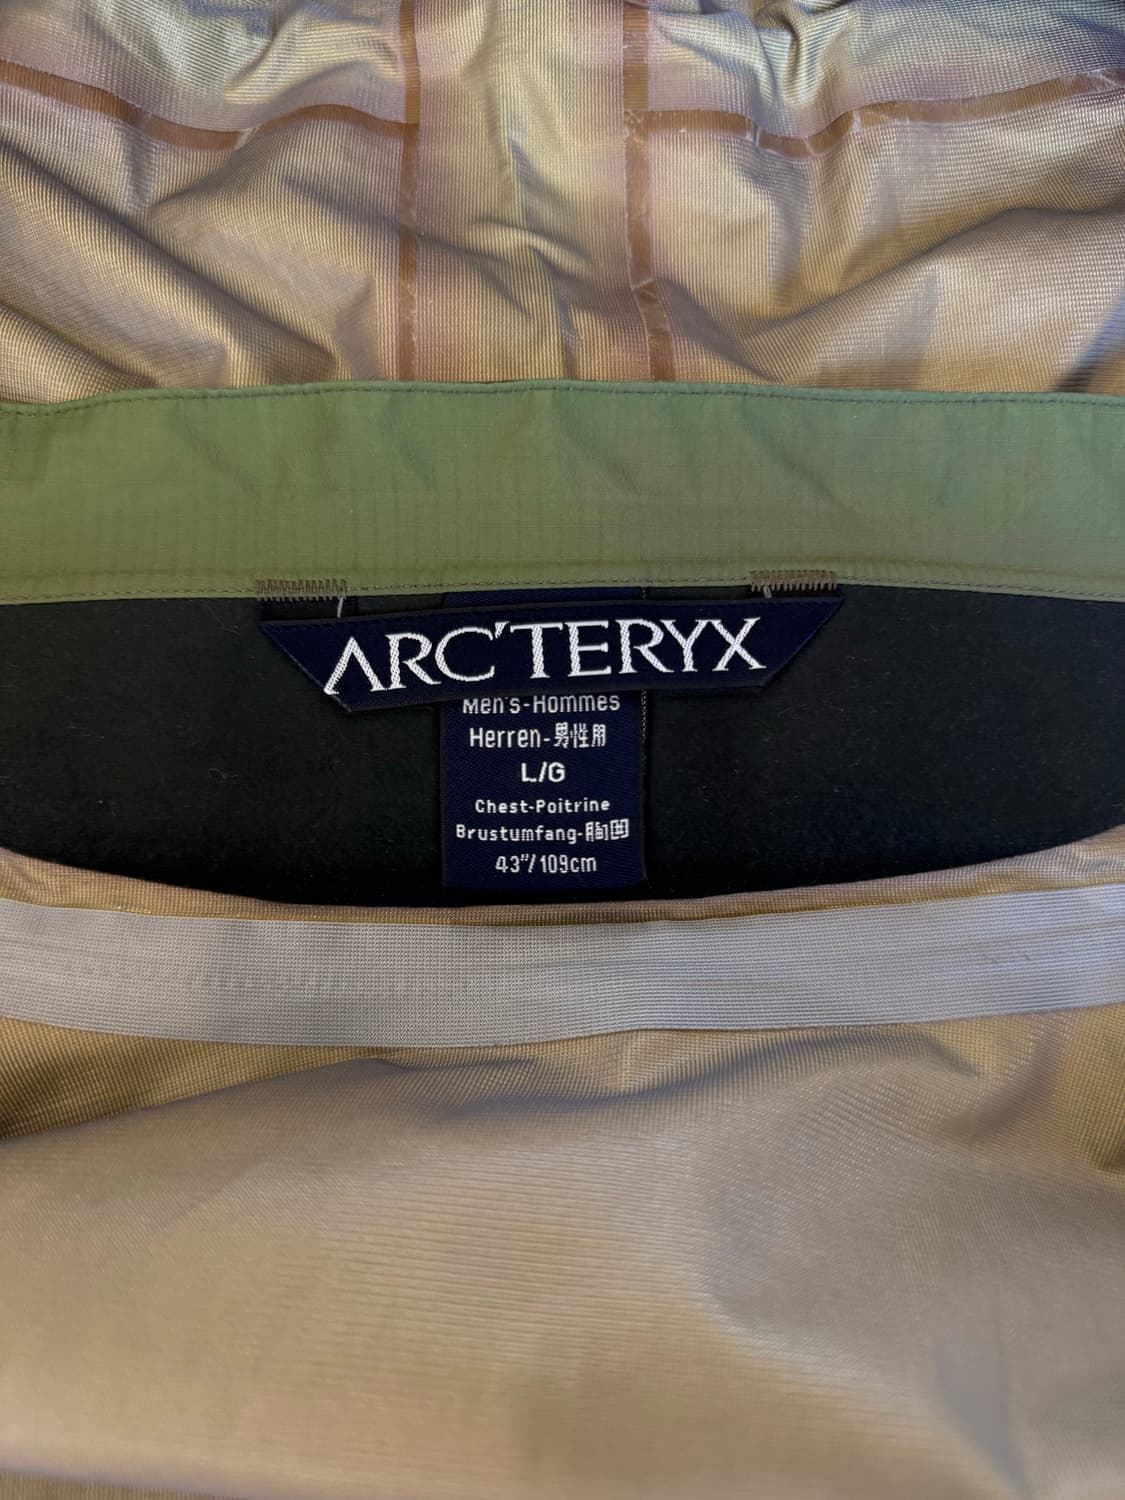 ARC'TERYX
Men's-Hommes
Herren-男性用
L/G
Chest-Poitrine
Brustumfang-胸囲
43"/109cm